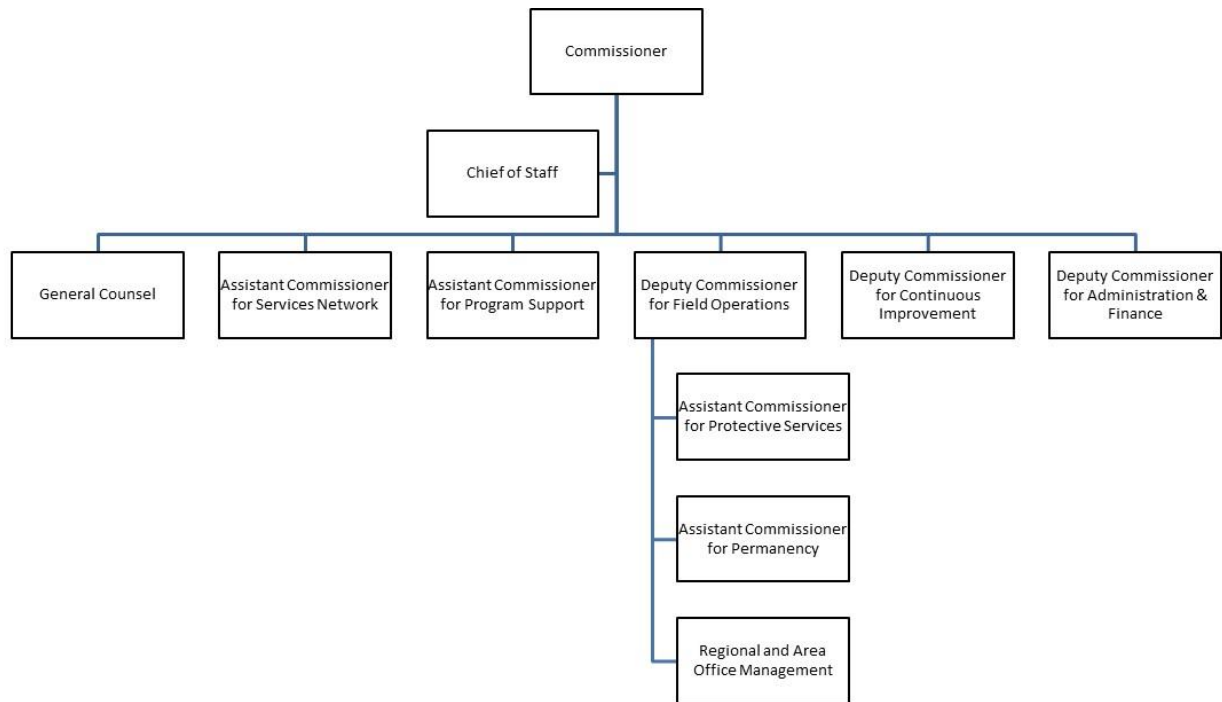 Commissioner
Chief of Staff
General Counsel
Assistant Commissioner
for Services Network
Assistant Commissioner
for Program Support
Deputy Commissioner
for Field Operations
Deputy Commissioner
for Continuous
Improvement
Deputy Commissioner
for Administration &
Finance
Assistant Commissioner
for Protective Services
Assistant Commissioner
for Permanency
Regional and Area
Office Management